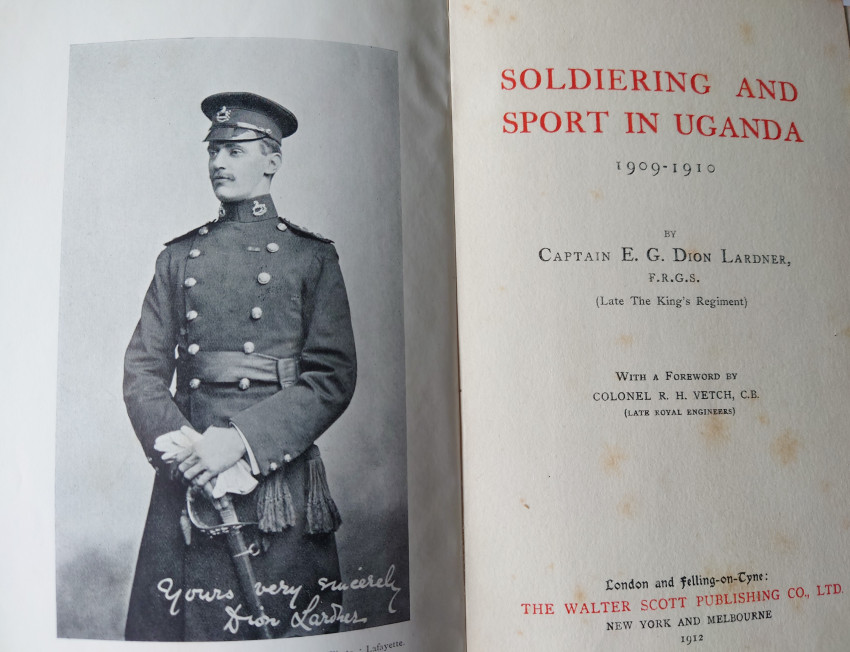 Yours very sincerely
Dion Lardner
: Lafayette.
SOLDIERING AND
SPORT IN UGANDA
1909-1910
BY
CAPTAIN E. G. DION LARDNER,
F.R.G.S.
(Late The King's Regiment)
WITH A FOREWORD BY
COLONEL R. H. VETCH, C.B.
(LATE ROYAL ENGINEERS)
London and Felling-on-Tyne:
THE WALTER SCOTT PUBLISHING CO., LTD.
NEW YORK AND MELBOURNE
1912